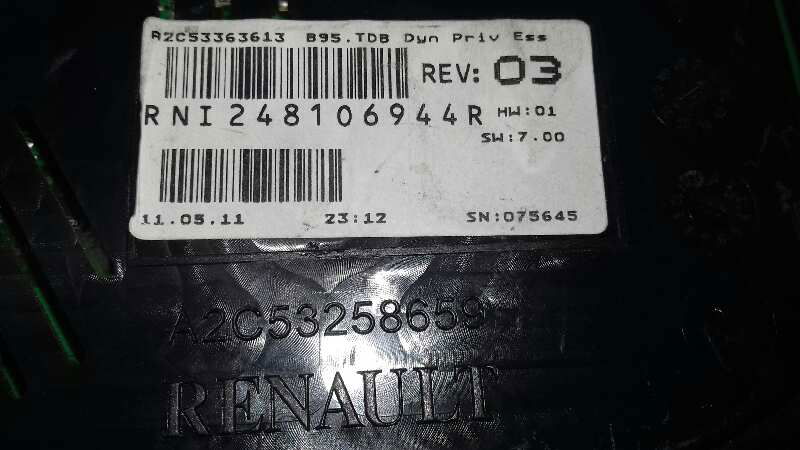 A2C53363613 B95.TDB Dyn Priv Ess
REV: 03
RNI248106944R HW:01
SW:7.00
11.05.11 23:12 SN:075645
A2C53258659
RENAULT